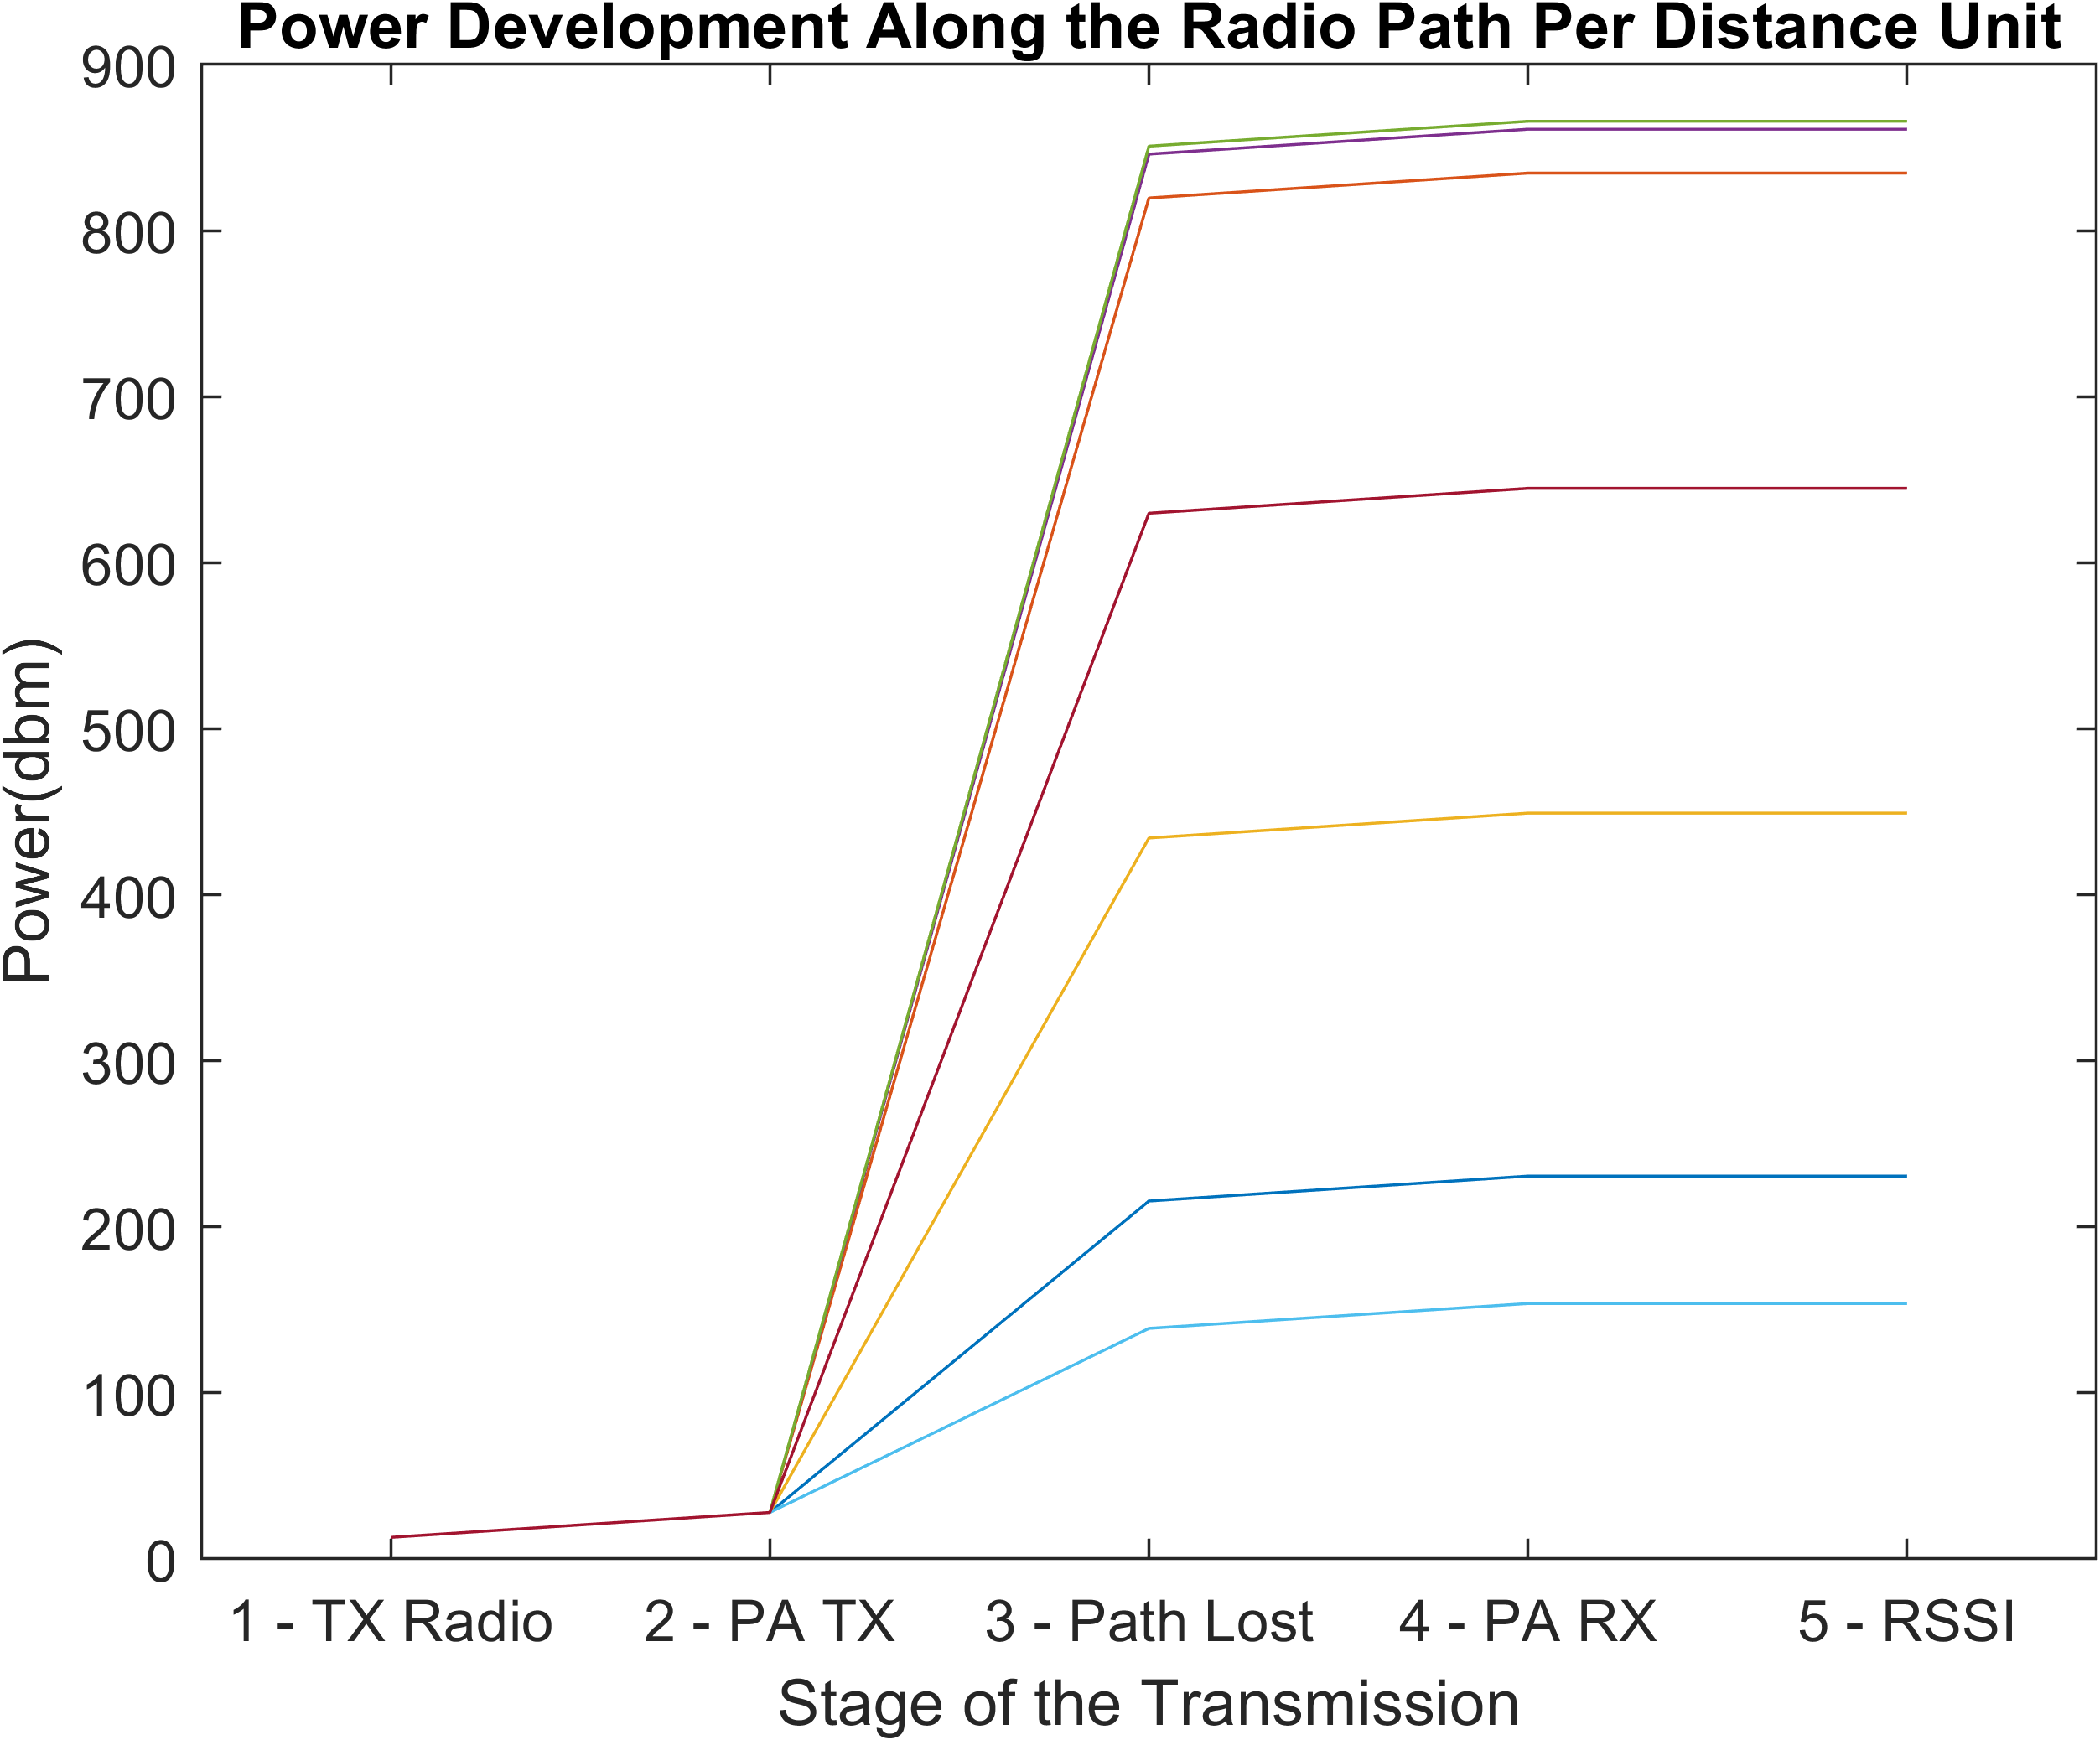 Power Development Along the Radio Path Per Distance Unit
900
800
700
600
500
400
300
200
100
0
Power(dbm)
1 - TX Radio
2 - PA TX
3 - Path Lost
4 - PA RX
5 - RSSI
Stage of the Transmission